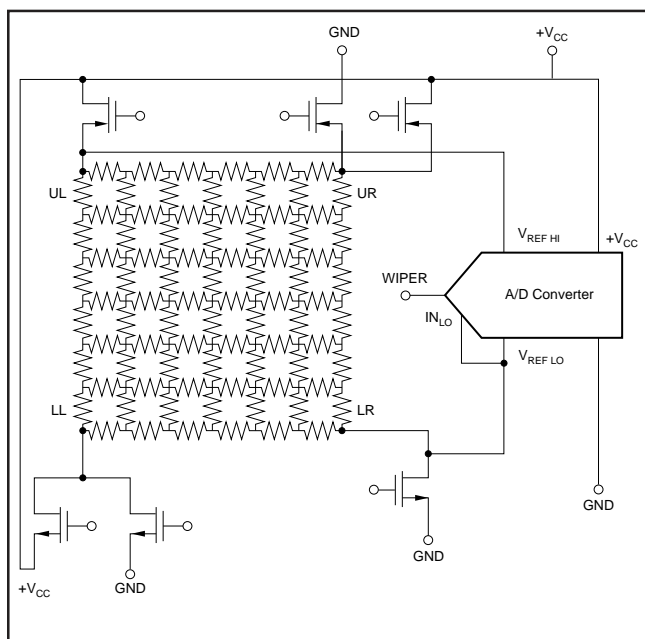 GND
+VCC
UL
UR
VREF HI
+VCC
WIPER
A/D Converter
INLO
VREF LO
LL
LR
GND
GND
+VCC
GND